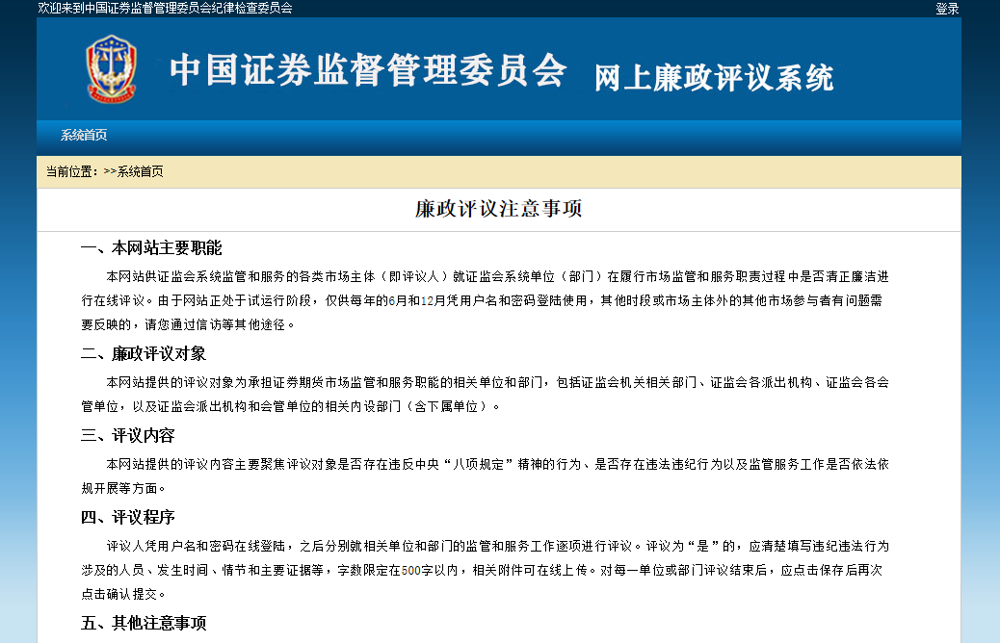 欢迎来到中国证券监督管理委员会纪律检查委员会
登录
中国证券监督管理委员会 网上廉政评议系统
系统首页
当前位置：>>系统首页
廉政评议注意事项
一、本网站主要职能
本网站供证监会系统监管和服务的各类市场主体（即评议人）就证监会系统单位（部门）在履行市场监管和服务职责过程中是否清正廉洁进
行在线评议。由于网站正处于试运行阶段，仅供每年的6月和12月凭用户名和密码登陆使用，其他时段或市场主体外的其他市场参与者有问题需
要反映的，请您通过信访等其他途径。
二、廉政评议对象
本网站提供的评议对象为承担证券期货市场监管和服务职能的相关单位和部门，包括证监会机关相关部门、证监会各派出机构、证监会各会
管单位，以及证监会派出机构和会管单位的相关内设部门（含下属单位）。
三、评议内容
本网站提供的评议内容主要聚焦评议对象是否存在违反中央“八项规定”精神的行为、是否存在违法违纪行为以及监管服务工作是否依法依
规开展等方面。
四、评议程序
评议人凭用户名和密码在线登陆，之后分别就相关单位和部门的监管和服务工作逐项进行评议。评议为“是”的，应清楚填写违纪违法行为
涉及的人员、发生时间、情节和主要证据等，字数限定在500字以内，相关附件可在线上传。对每一单位或部门评议结束后，应点击保存后再次
点击确认提交。
五、其他注意事项